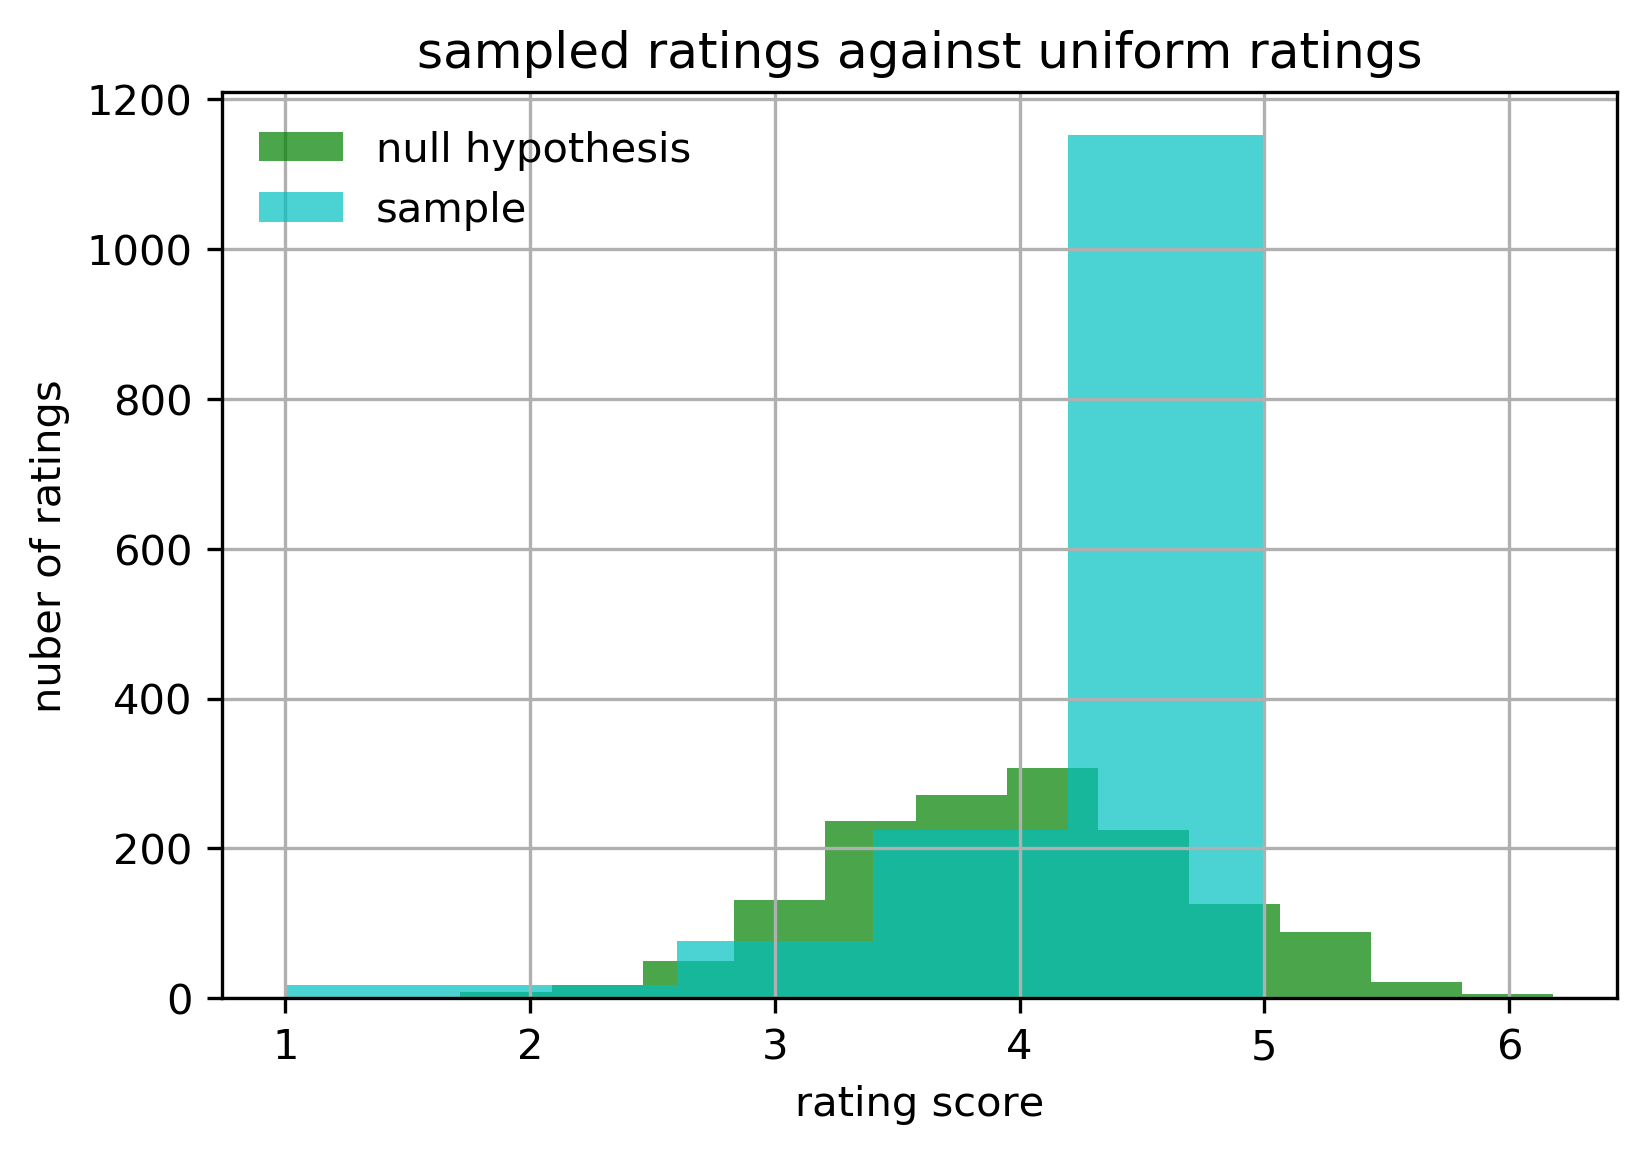 sampled ratings against uniform ratings
1200
1000
800
600
400
200
0
nuber of ratings
null hypothesis
sample
1 2 3 4 5 6
rating score